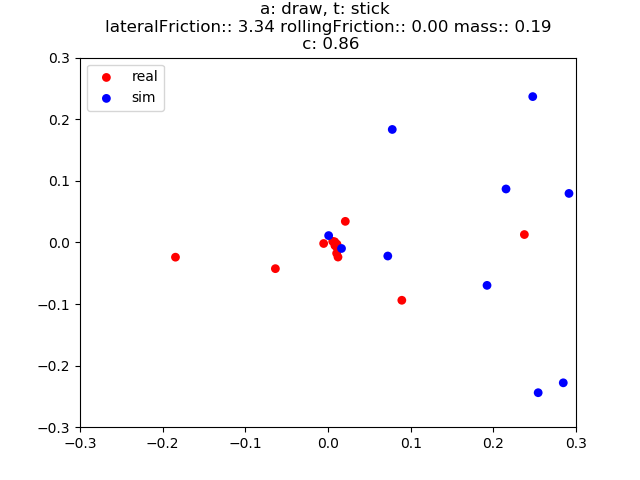 a: draw, t: stick
lateralFriction:: 3.34 rollingFriction:: 0.00 mass:: 0.19
c: 0.86
real
sim
0.3
0.2
0.1
0.0
−0.1
−0.2
−0.3
−0.3
−0.2
−0.1
0.0
0.1
0.2
0.3